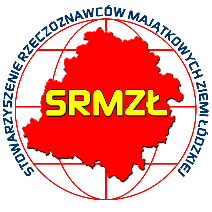 STOWARZYSZENIE RZECZOZNAWCÓW MAJĄTKOWYCH ZIEMI ŁÓDZKIEJ
SRMZŁ